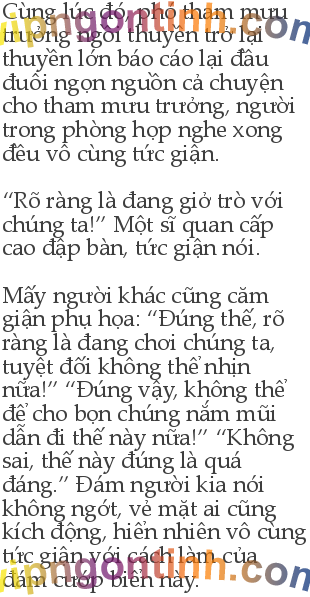 Cùng lúc đó, phó tham mưu
trưởng ngồi thuyền trở lại
thuyền lớn báo cáo lại đầu
đuôi ngọn nguồn cả chuyện
cho tham mưu trưởng, người
trong phòng họp nghe xong
đều vô cùng tức giận.
“Rõ ràng là đang giở trò với
chúng ta!” Một sĩ quan cấp
cao đập bàn, tức giận nói.
Mấy người khác cũng căm
giận phụ họa: “Đúng thế, rõ
ràng là đang chơi chúng ta,
tuyệt đối không thể nhịn
nữa!” “Đúng vậy, không thể
để cho bọn chúng nắm mũi
dẫn đi thế này nữa!” “Không
sai, thế này đúng là quá
đáng.” Đám người kia nói
không ngớt, vẻ mặt ai cũng
kích động, hiển nhiên vô cùng
tức giận với cách làm của
đám cướp biển này.
vipngontinh.com
vipngontinh.com